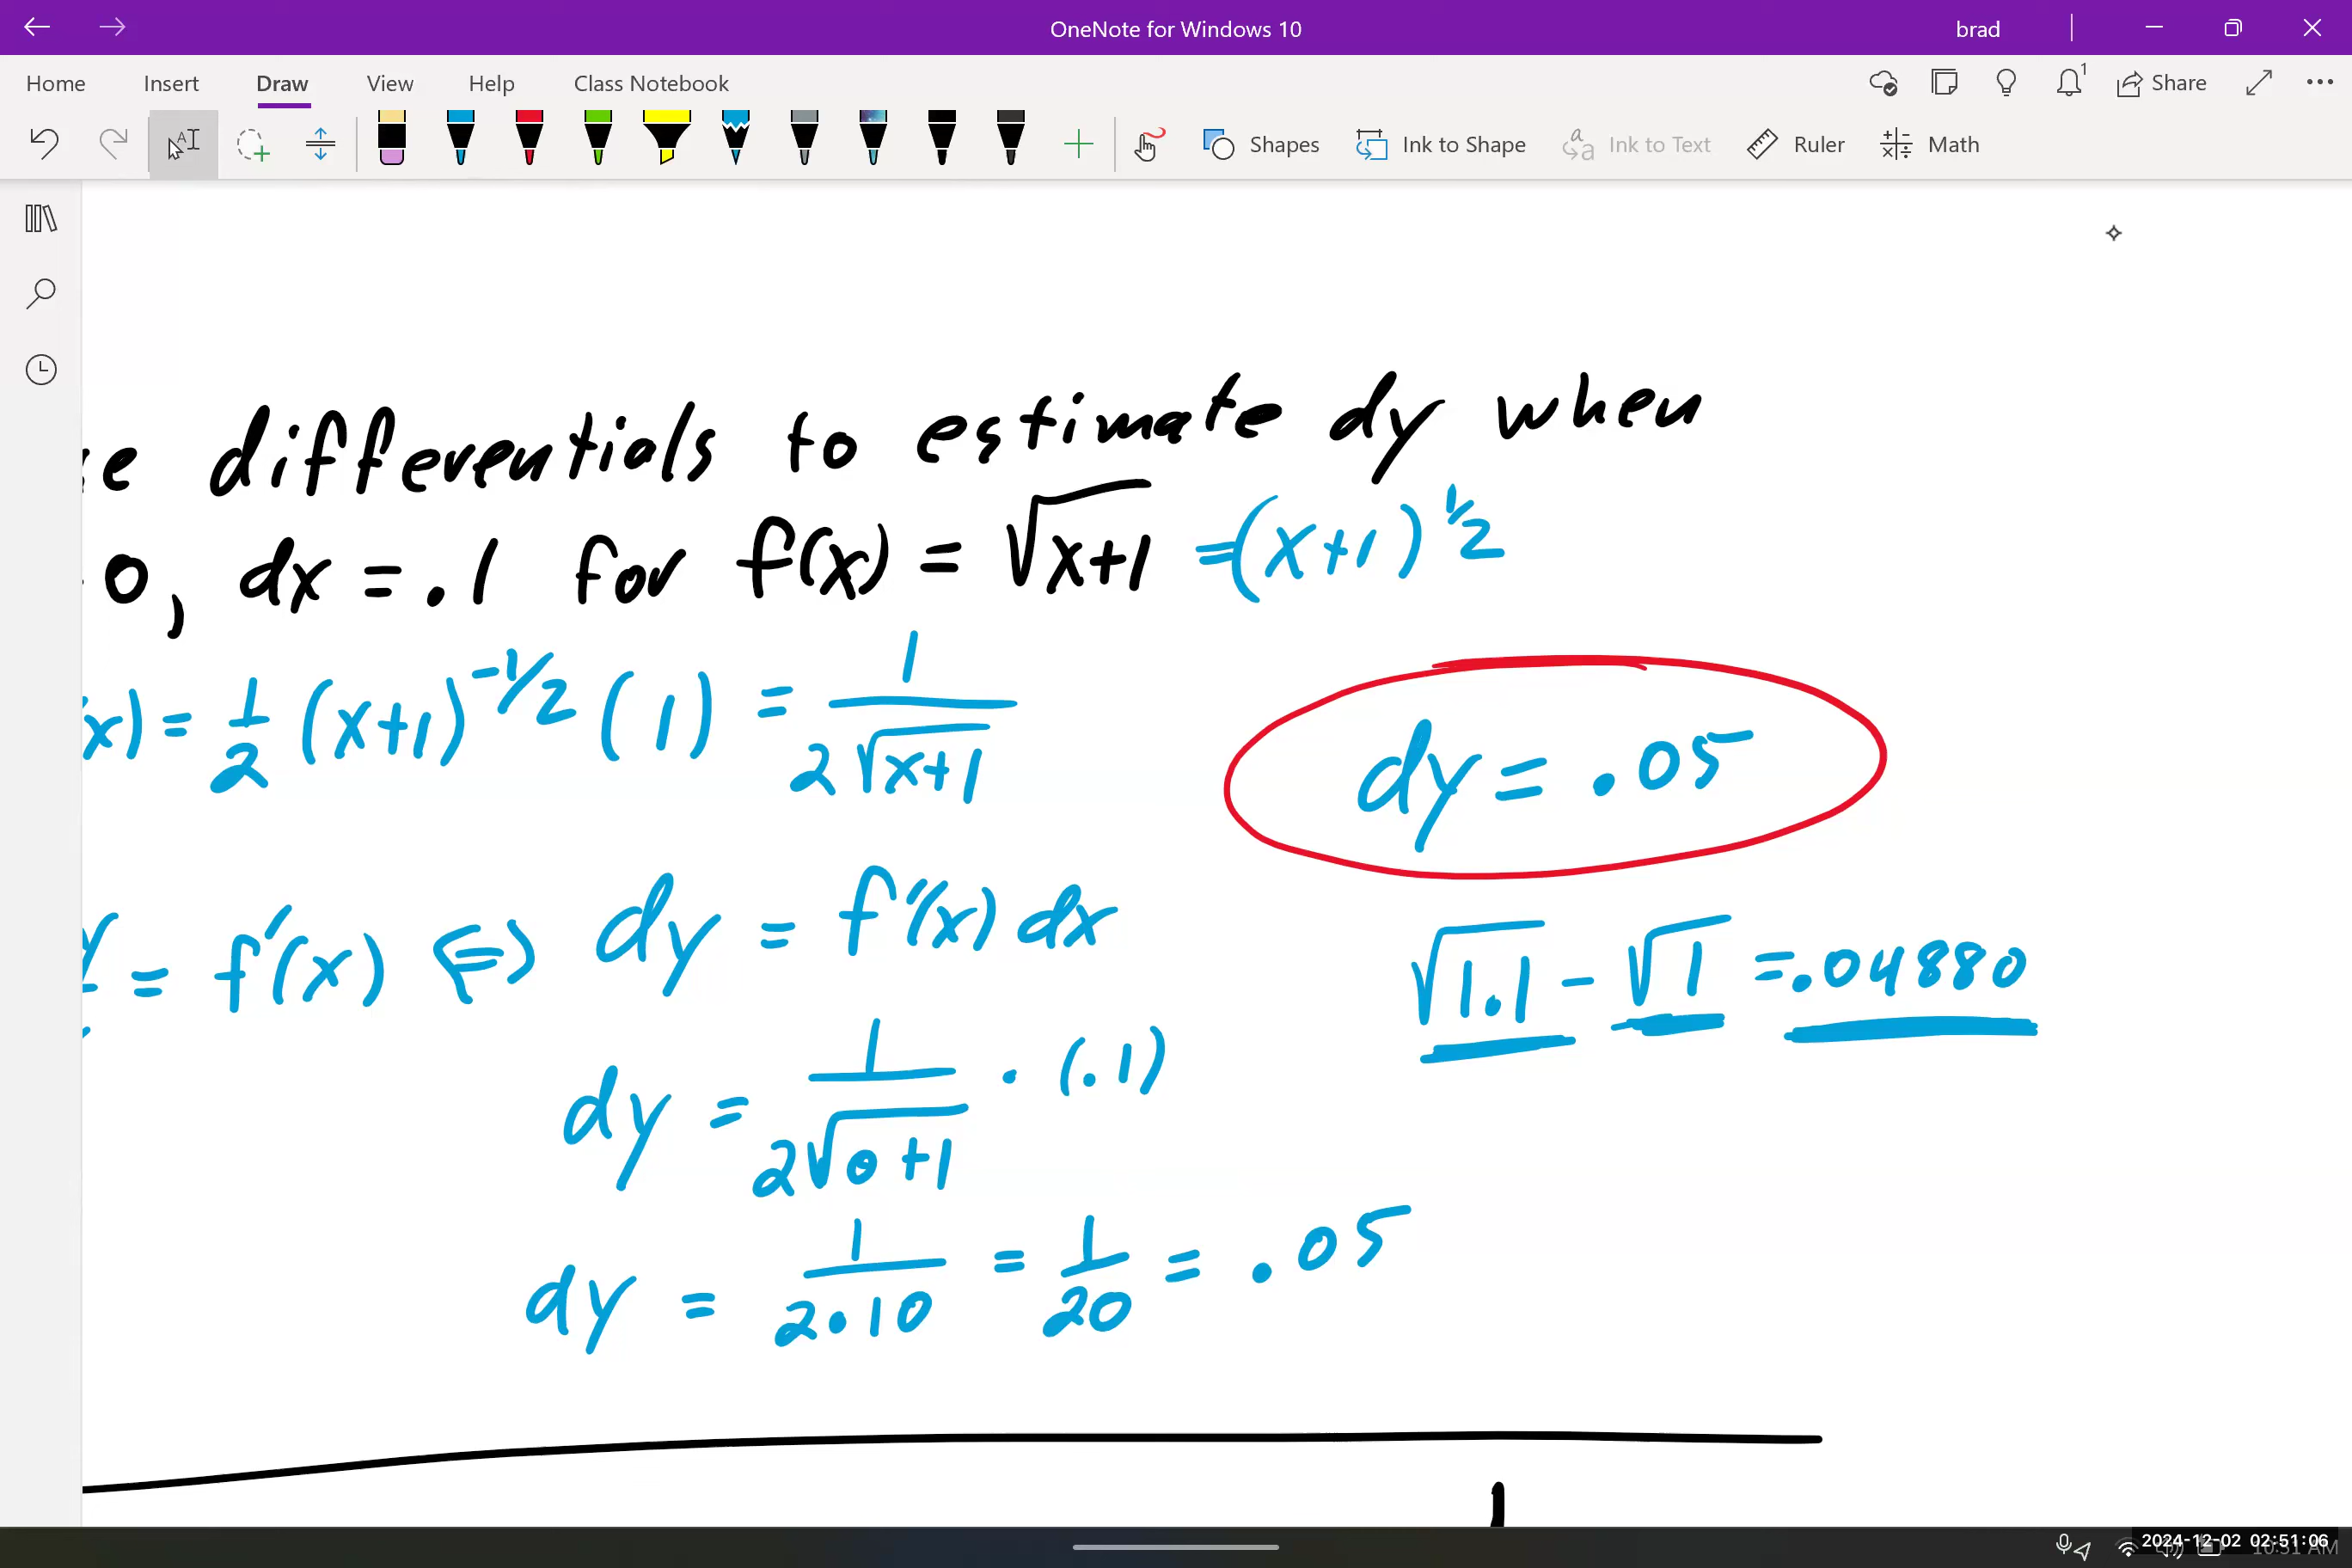 OneNote for Windows 10
brad
Home Insert Draw View Help Class Notebook
1 Share
Shapes Ink to Shape Ink to Text Ruler Math
e differentials to estimate dy when
0, dx = .1 for f(x) = √(x+1) = (x+1)^1/2
'(x) = 1/2 (x+1)^-1/2 (1) = 1/(2√(x+1))
dy = .05
= f'(x) ⇔ dy = f'(x) dx
√1.1 - √1 = .04880
dy = 1/(2√(0+1)) · (.1)
dy = 1/(2·10) = 1/20 = .05
2024-12-02 02:51:06